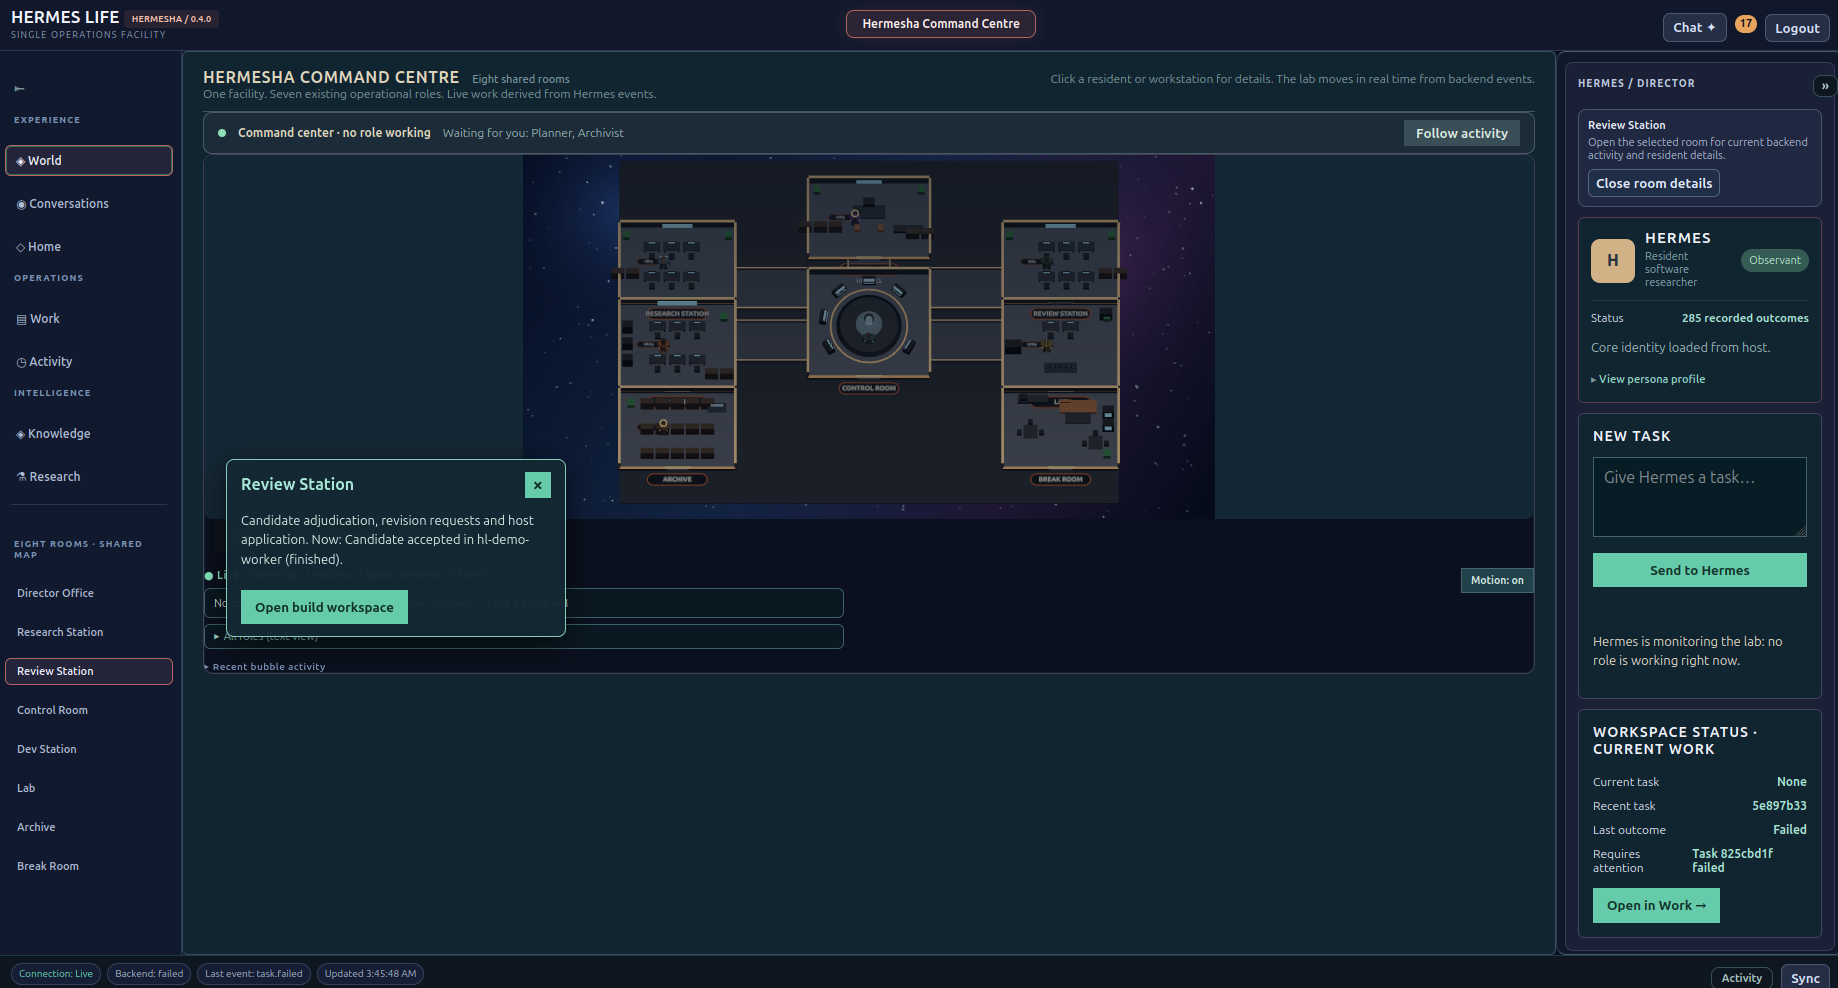 HERMES LIFE
HERMESHA / 0.4.0
SINGLE OPERATIONS FACILITY
Hermesha Command Centre
Chat ✦
17
Logout
⇤
EXPERIENCE
◈ World
◉ Conversations
◇ Home
OPERATIONS
▤ Work
◷ Activity
INTELLIGENCE
◈ Knowledge
⚗ Research
EIGHT ROOMS · SHARED
MAP
Director Office
Research Station
Review Station
Control Room
Dev Station
Lab
Archive
Break Room
HERMESHA COMMAND CENTRE
Eight shared rooms
One facility. Seven existing operational roles. Live work derived from Hermes events.
Click a resident or workstation for details. The lab moves in real time from backend events.
Command center · no role working
Waiting for you: Planner, Archivist
Follow activity
RESEARCH STATION
REVIEW STATION
CONTROL ROOM
ARCHIVE
BREAK ROOM
Review Station
×
Candidate adjudication, revision requests and host
application. Now: Candidate accepted in hl-demo-
worker (finished).
Open build workspace
Motion: on
▸ All roles (text view)
▸ Recent bubble activity
HERMES / DIRECTOR
»
Review Station
Open the selected room for current backend
activity and resident details.
Close room details
H
HERMES
Resident
software
researcher
Observant
Status
285 recorded outcomes
Core identity loaded from host.
▸ View persona profile
NEW TASK
Give Hermes a task…
Send to Hermes
Hermes is monitoring the lab: no
role is working right now.
WORKSPACE STATUS ·
CURRENT WORK
Current task
None
Recent task
5e897b33
Last outcome
Failed
Requires
attention
Task 825cbd1f
failed
Open in Work →
Connection: Live
Backend: failed
Last event: task.failed
Updated 3:45:48 AM
Activity
Sync